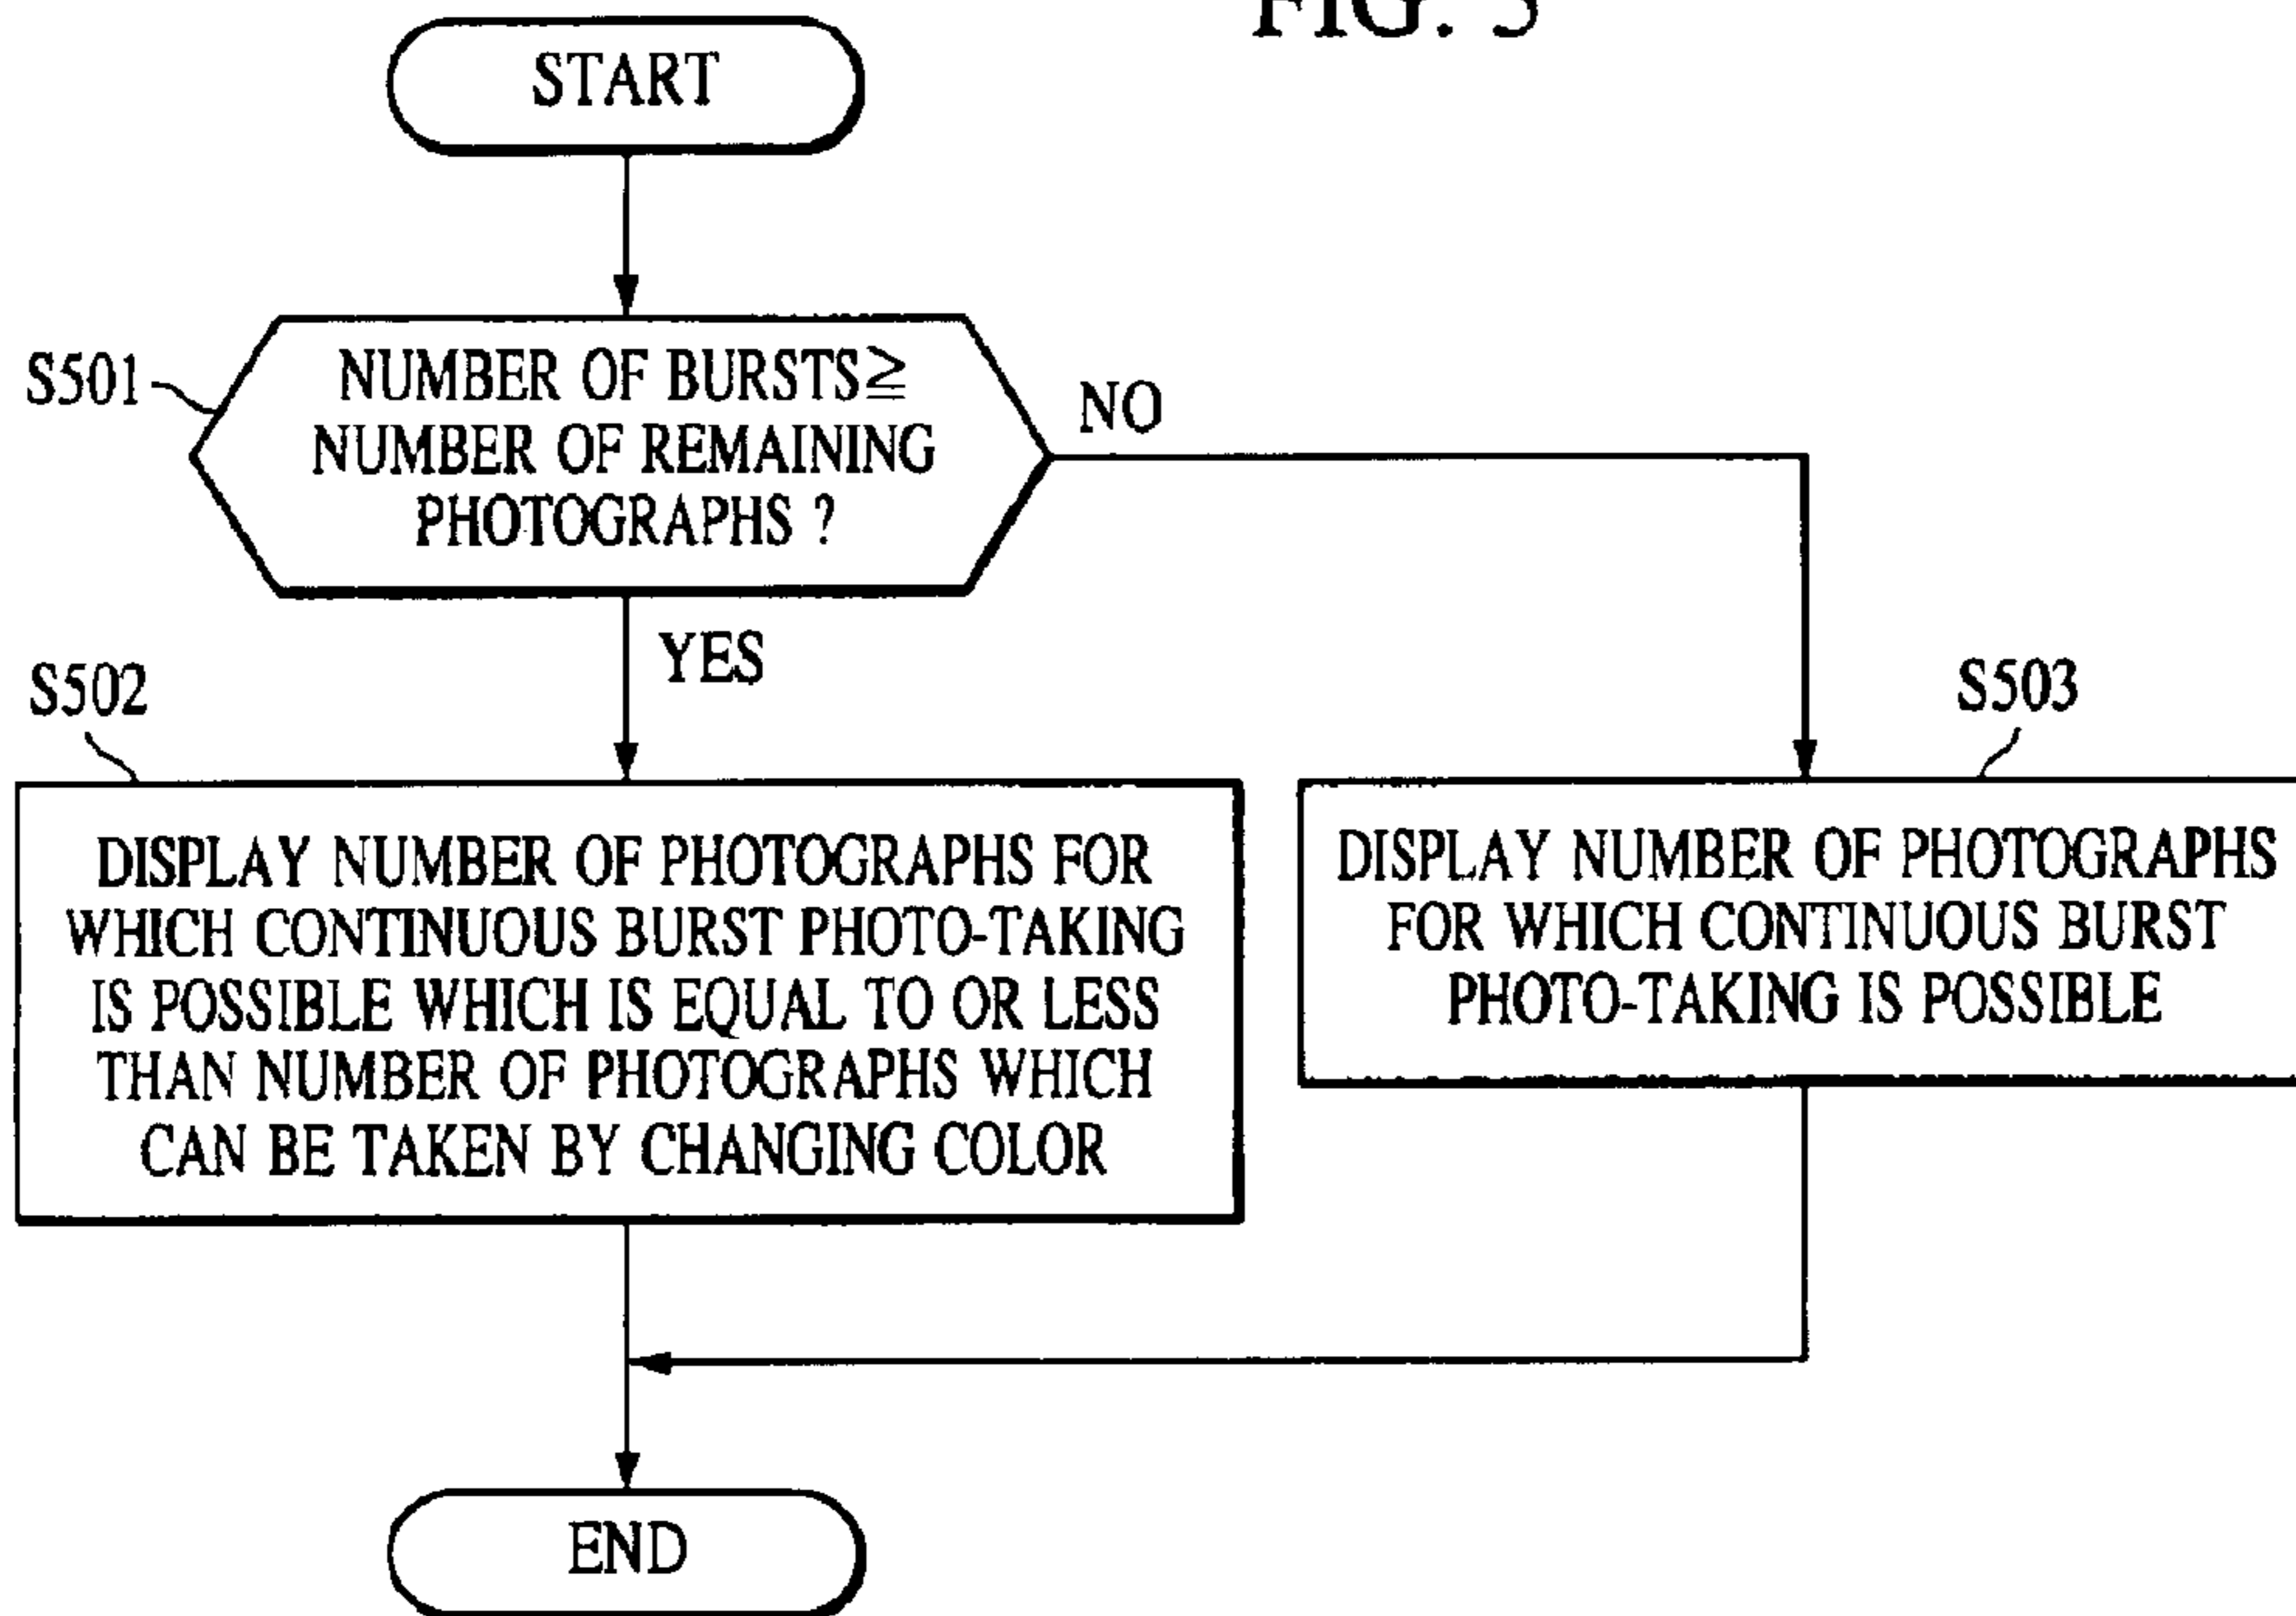 FIG. 5
START
S501
NUMBER OF BURSTS≧
NUMBER OF REMAINING
PHOTOGRAPHS ?
NO
YES
S502
S503
DISPLAY NUMBER OF PHOTOGRAPHS FOR
WHICH CONTINUOUS BURST PHOTO-TAKING
IS POSSIBLE WHICH IS EQUAL TO OR LESS
THAN NUMBER OF PHOTOGRAPHS WHICH
CAN BE TAKEN BY CHANGING COLOR
DISPLAY NUMBER OF PHOTOGRAPHS
FOR WHICH CONTINUOUS BURST
PHOTO-TAKING IS POSSIBLE
END